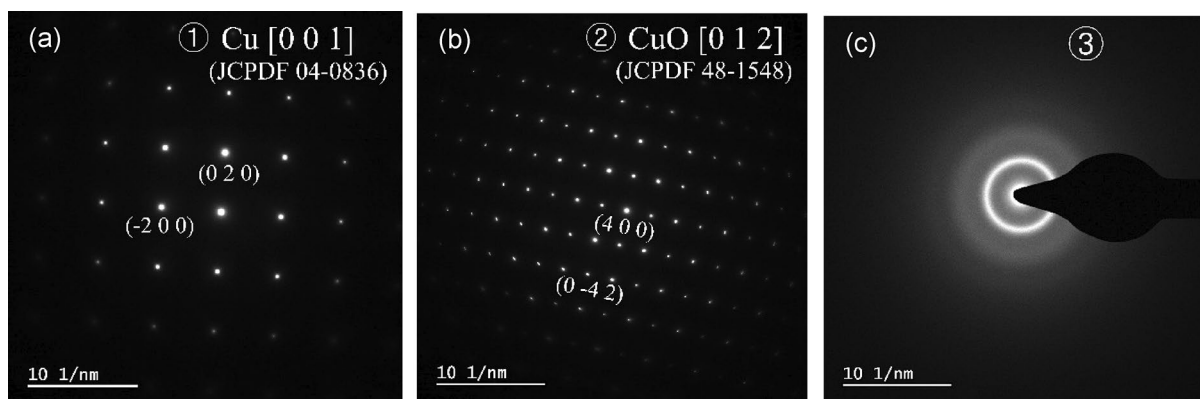 (a) ① Cu [0 0 1]
(JCPDF 04-0836)
(0 2 0)
(-2 0 0)
10 1/nm
(b) ② CuO [0 1 2]
(JCPDF 48-1548)
(4 0 0)
(0 -4 2)
10 1/nm
(c) ③
10 1/nm